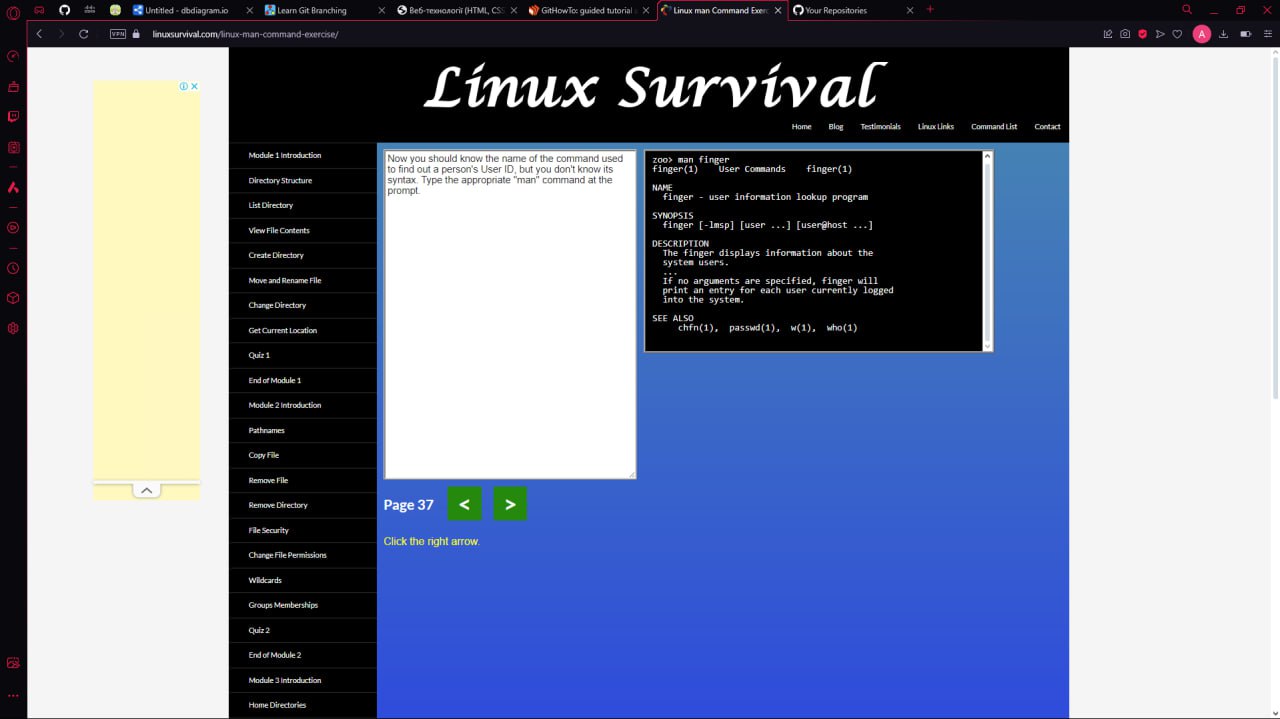 Untitled - dbdiagram.io
Learn Git Branching
Веб-технології (HTML, CSS
GitHowTo: guided tutorial a
Linux man Command Exerc
Your Repositories
VPN
linuxsurvival.com/linux-man-command-exercise/
A
Linux Survival
Home
Blog
Testimonials
Linux Links
Command List
Contact
Module 1 Introduction
Directory Structure
List Directory
View File Contents
Create Directory
Move and Rename File
Change Directory
Get Current Location
Quiz 1
End of Module 1
Module 2 Introduction
Pathnames
Copy File
Remove File
Remove Directory
File Security
Change File Permissions
Wildcards
Groups Memberships
Quiz 2
End of Module 2
Module 3 Introduction
Home Directories
Now you should know the name of the command used
to find out a person's User ID, but you don't know its
syntax. Type the appropriate "man" command at the
prompt.
Page 37
<
>
Click the right arrow.
zoo> man finger
finger(1)    User Commands    finger(1)
NAME
finger - user information lookup program
SYNOPSIS
finger [-lmsp] [user ...] [user@host ...]
DESCRIPTION
The finger displays information about the
system users.
...
If no arguments are specified, finger will
print an entry for each user currently logged
into the system.
SEE ALSO
chfn(1),  passwd(1),  w(1),  who(1)